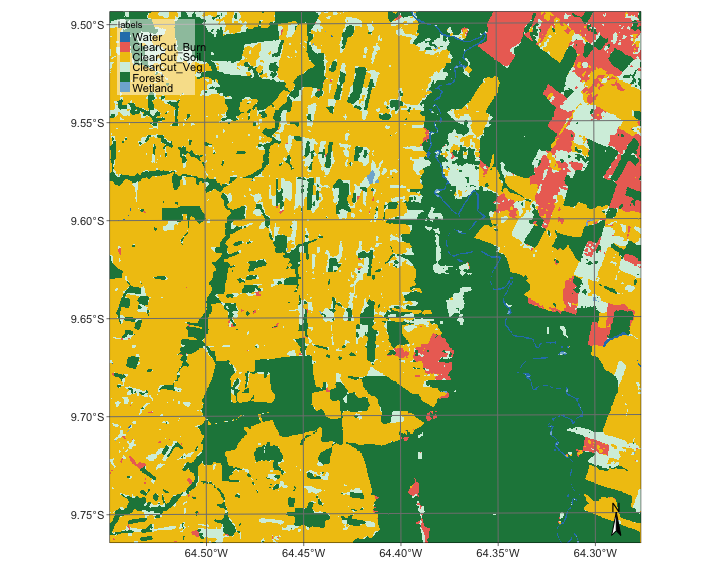 labels
Water
ClearCut_Burn
ClearCut_Soil
ClearCut_Veg
Forest
Wetland
9.50°S
9.55°S
9.60°S
9.65°S
9.70°S
9.75°S
N
64.50°W
64.45°W
64.40°W
64.35°W
64.30°W